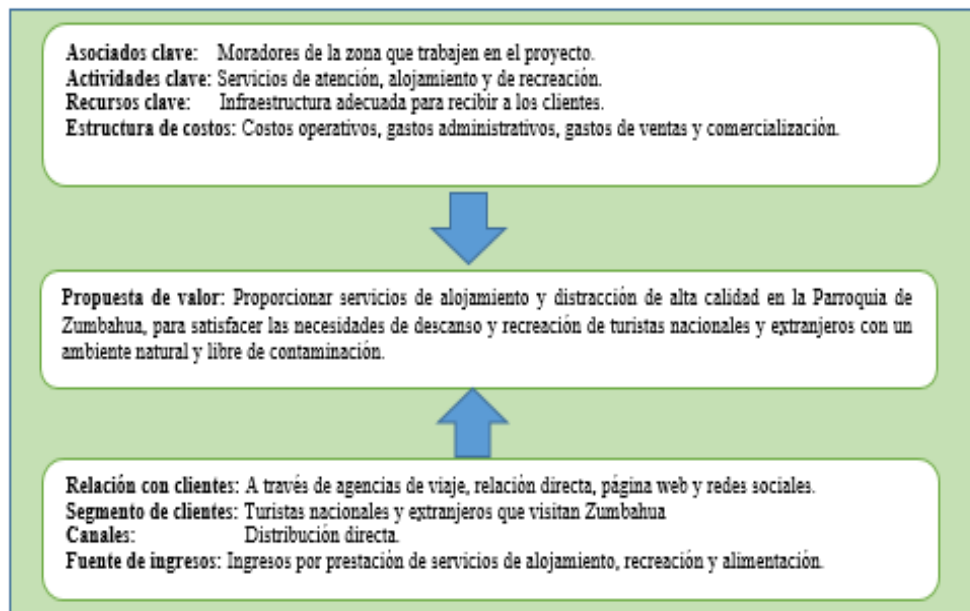 Asociados clave: Moradores de la zona que trabajen en el proyecto.
Actividades clave: Servicios de atención, alojamiento y de recreación.
Recursos clave: Infraestructura adecuada para recibir a los clientes.
Estructura de costos: Costos operativos, gastos administrativos, gastos de ventas y comercialización.
Propuesta de valor: Proporcionar servicios de alojamiento y distracción de alta calidad en la Parroquia de
Zumbahua, para satisfacer las necesidades de descanso y recreación de turistas nacionales y extranjeros con un
ambiente natural y libre de contaminación.
Relación con clientes: A través de agencias de viaje, relación directa, página web y redes sociales.
Segmento de clientes: Turistas nacionales y extranjeros que visitan Zumbahua
Canales: Distribución directa.
Fuente de ingresos: Ingresos por prestación de servicios de alojamiento, recreación y alimentación.